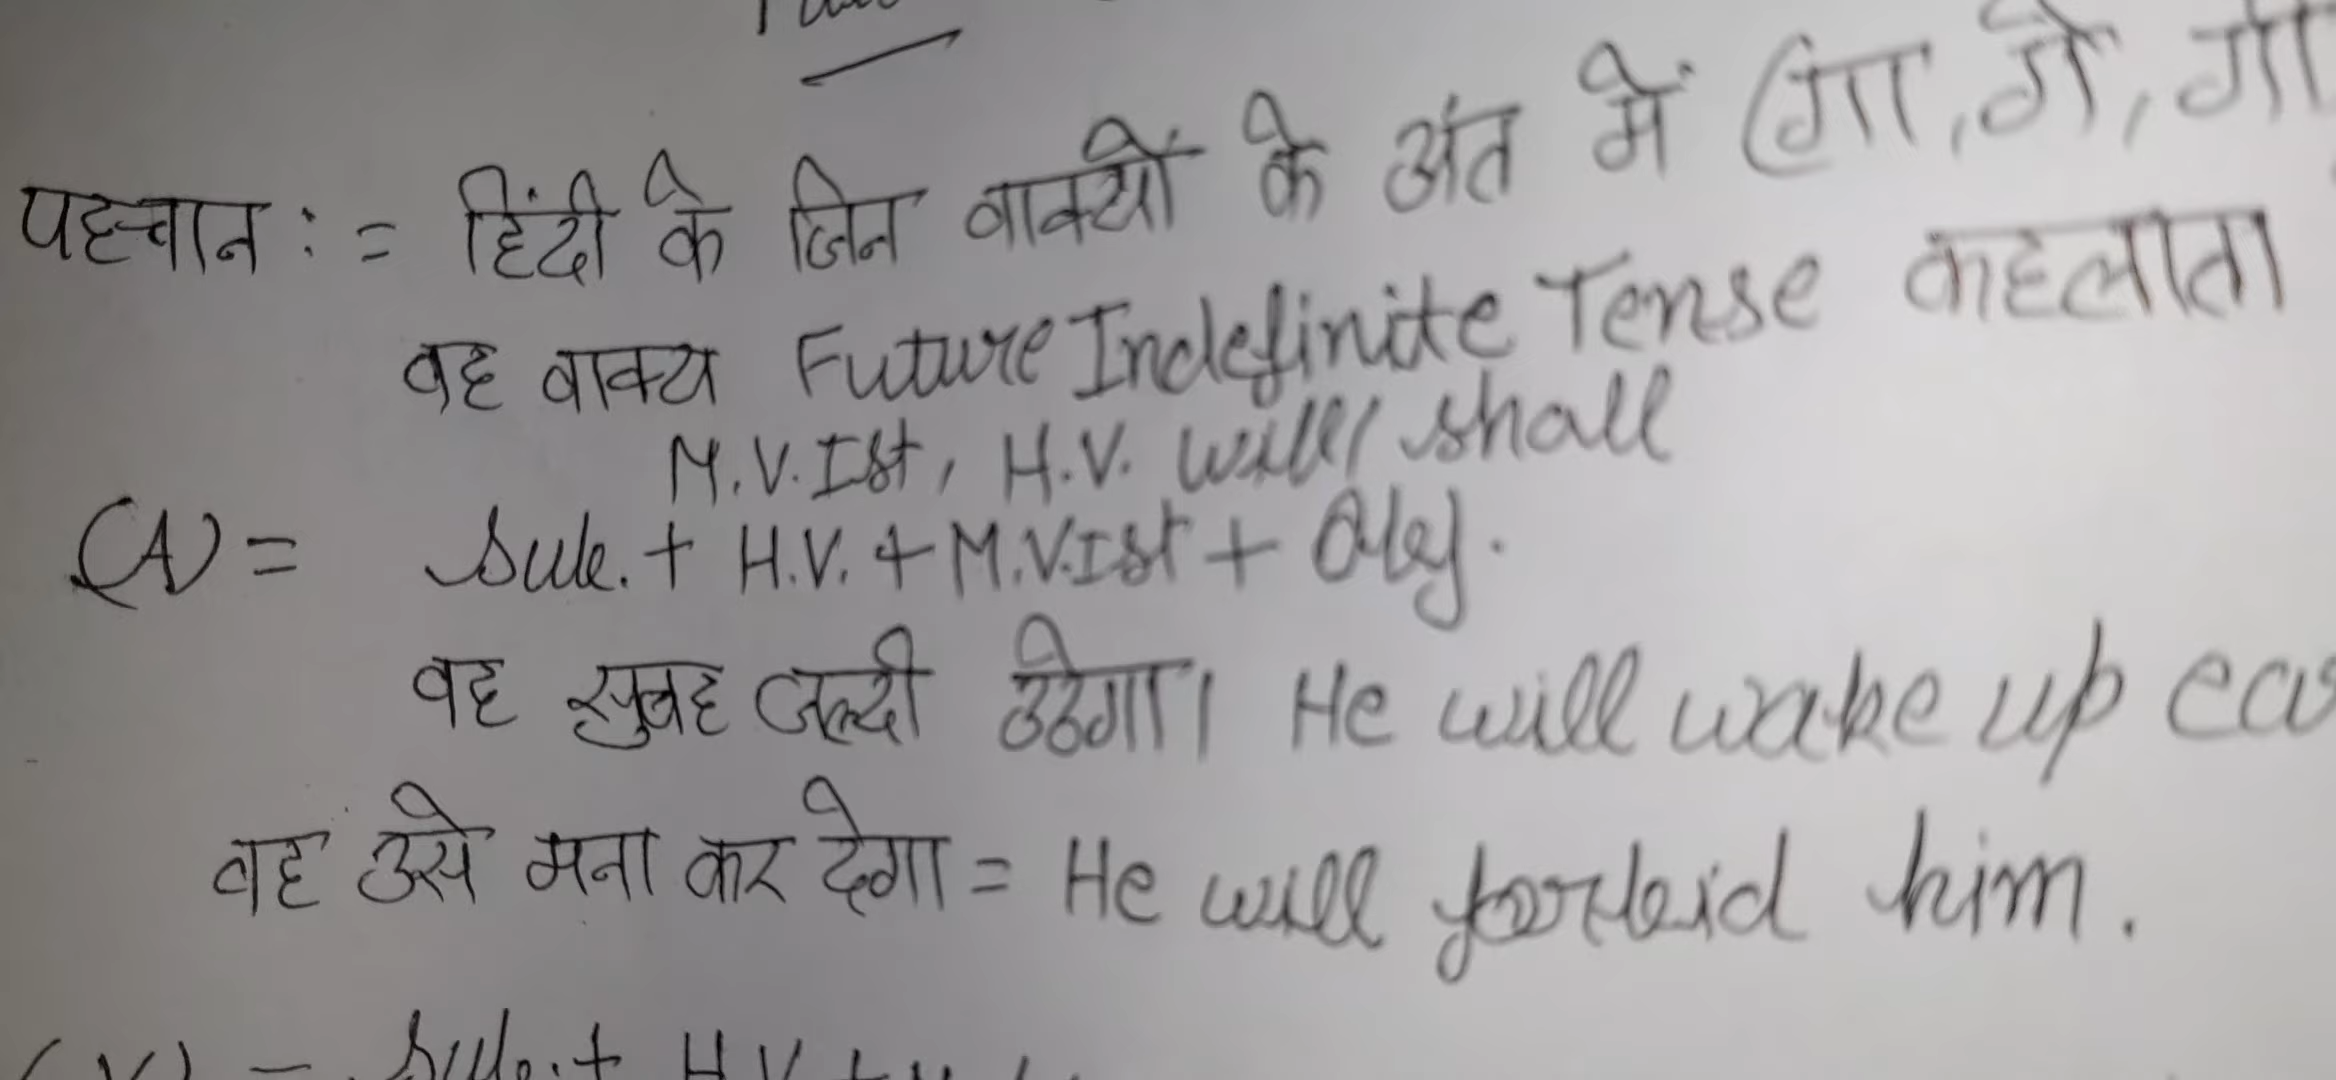 पहचान := हिंदी के जिन वाक्यों के अंत में (गा, गे, गी
वह वाक्य Future Indefinite Tense कहलाता
M.V.Ist, H.V. will/shall
(A) = Sub. + H.V. + M.V.Ist + Obj.
वह सुबह जल्दी उठेगा। He will wake up
वह उसे मना कर देगा = He will forbid him.
Sub. + H.V. +